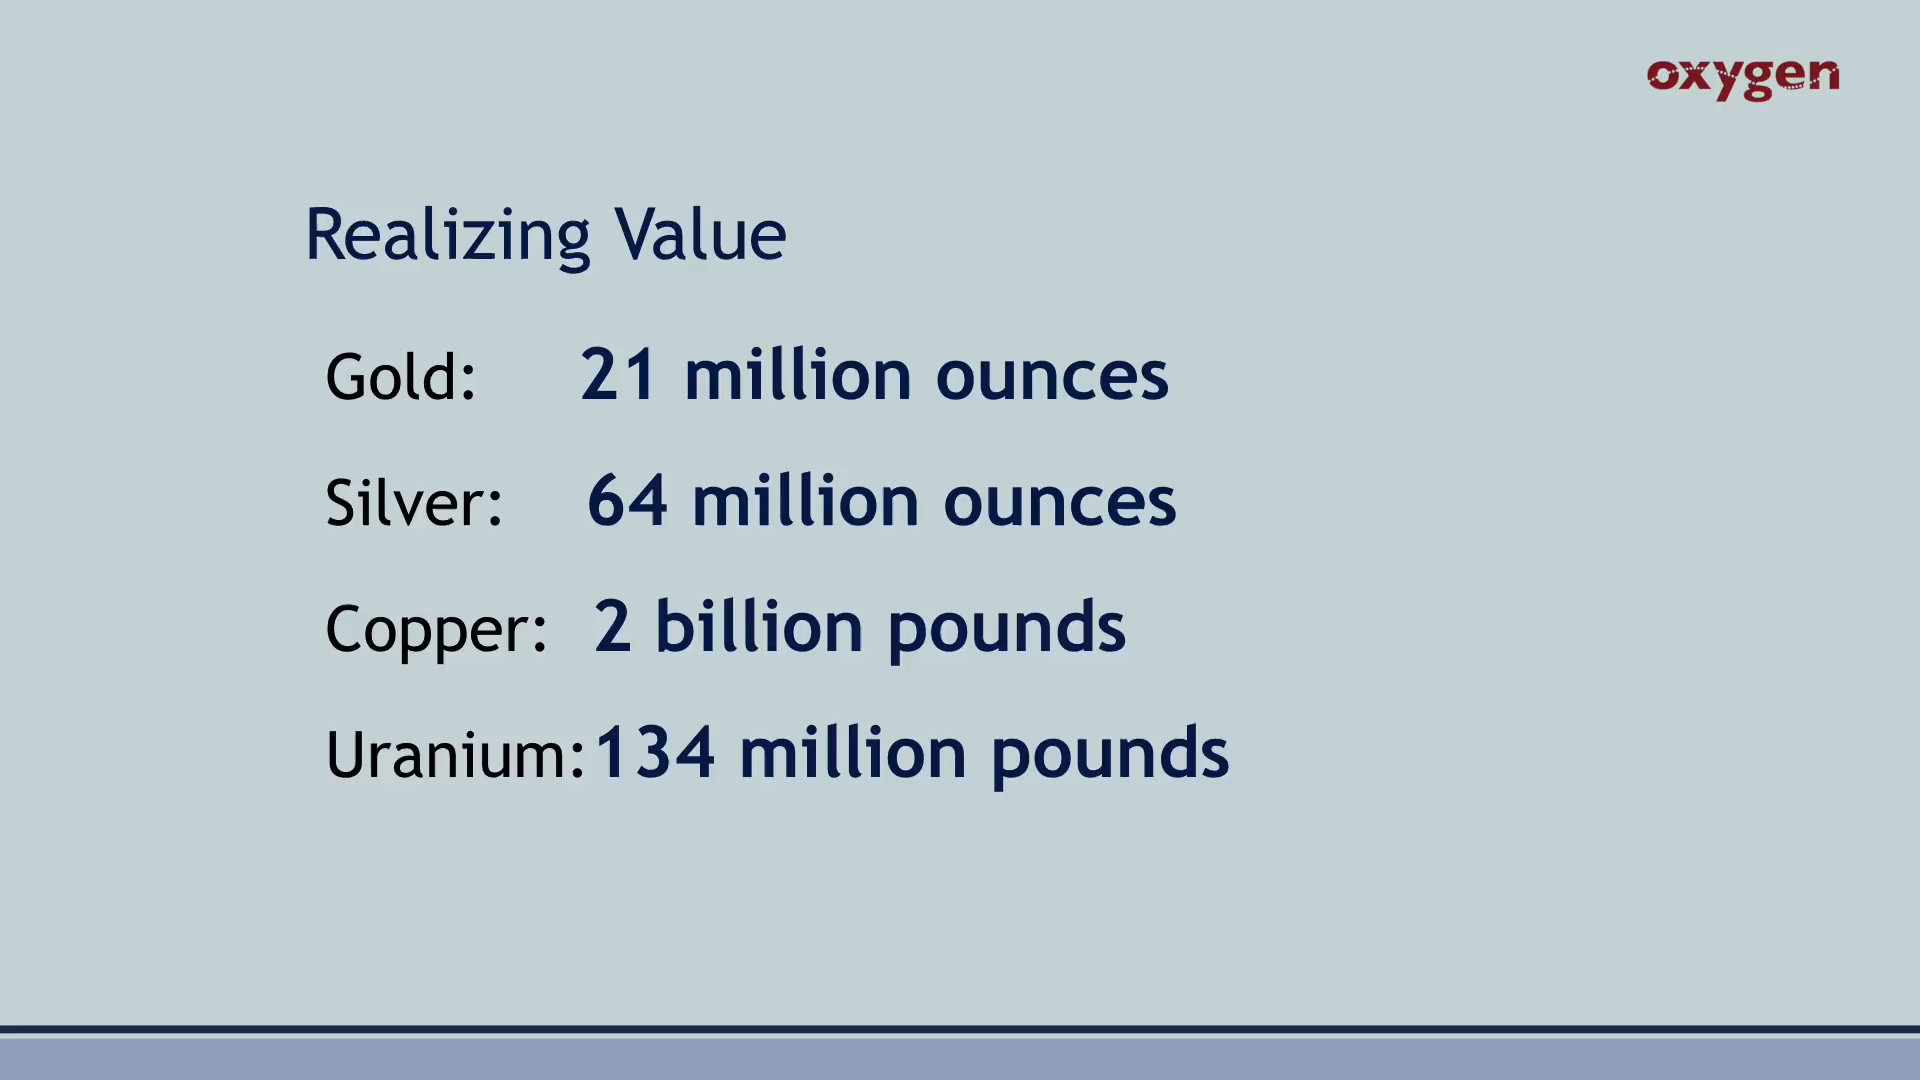 oxygen
Realizing Value
Gold: 21 million ounces
Silver: 64 million ounces
Copper: 2 billion pounds
Uranium: 134 million pounds